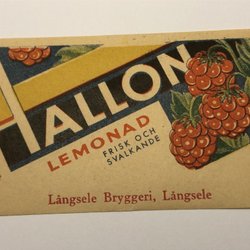 HALLON
LEMONAD
FRISK OCH
SVALKANDE
Långsele Bryggeri, Långsele